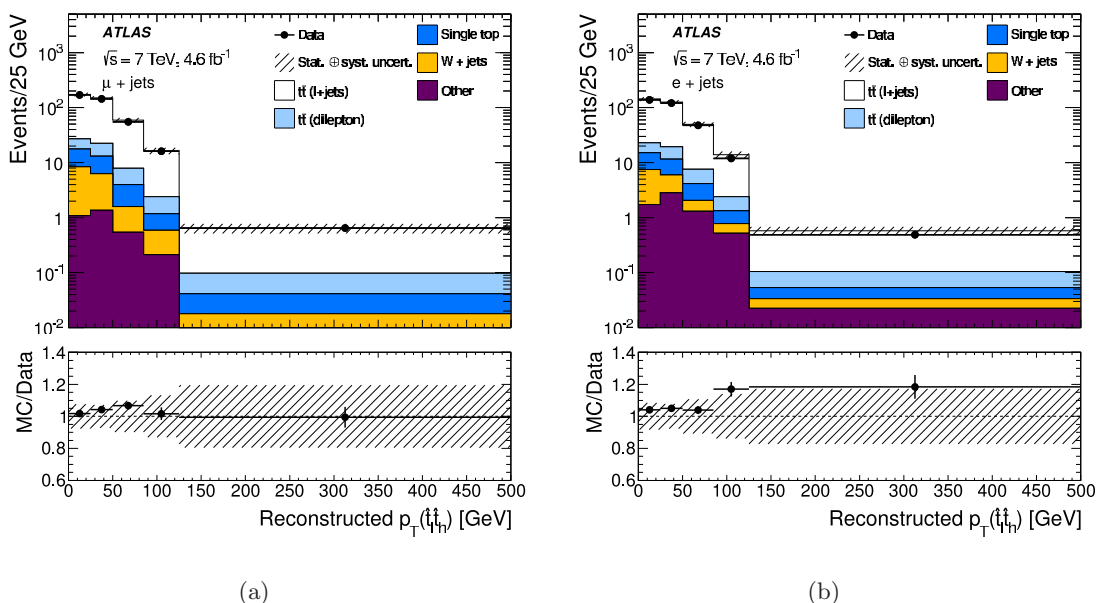 ATLAS
√s = 7 TeV, 4.6 fb⁻¹
μ + jets
Data
Stat. ⊕ syst. uncert.
tt̄ (l+jets)
tt̄ (dilepton)
Single top
W + jets
Other
Events/25 GeV
10³
10²
10
1
10⁻¹
10⁻²
MC/Data
1.4
1.2
1
0.8
0.6
0 50 100 150 200 250 300 350 400 450 500
Reconstructed p_T(t̂_l t̂_h) [GeV]
(a)
ATLAS
√s = 7 TeV, 4.6 fb⁻¹
e + jets
Data
Stat. ⊕ syst. uncert.
tt̄ (l+jets)
tt̄ (dilepton)
Single top
W + jets
Other
Events/25 GeV
10³
10²
10
1
10⁻¹
10⁻²
MC/Data
1.4
1.2
1
0.8
0.6
0 50 100 150 200 250 300 350 400 450 500
Reconstructed p_T(t̂_l t̂_h) [GeV]
(b)